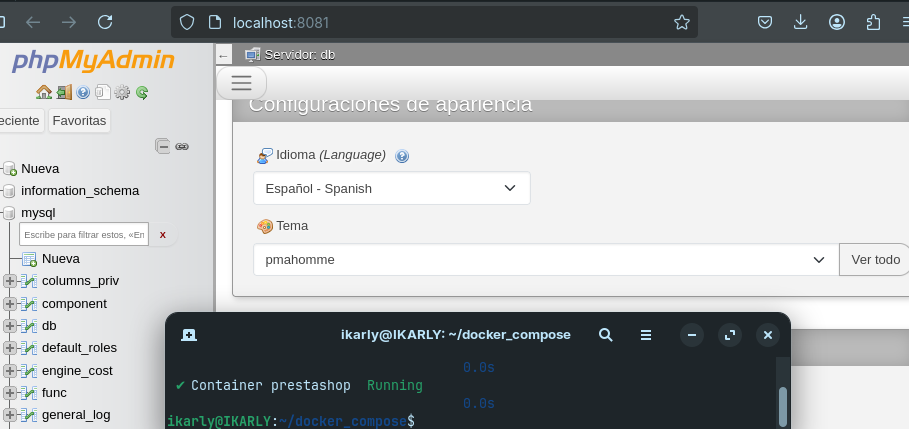 localhost:8081
phpMyAdmin
eciente
Favoritas
Nueva
information_schema
mysql
Escribe para filtrar estos, «En
x
Nueva
columns_priv
component
db
default_roles
engine_cost
func
general_log
← Servidor: db
Configuraciones de apariencia
Idioma (Language)
Español - Spanish
Tema
pmahomme
Ver todo
ikarly@IKARLY: ~/docker_compose
0.0s
✔ Container prestashop Running
0.0s
ikarly@IKARLY:~/docker_compose$